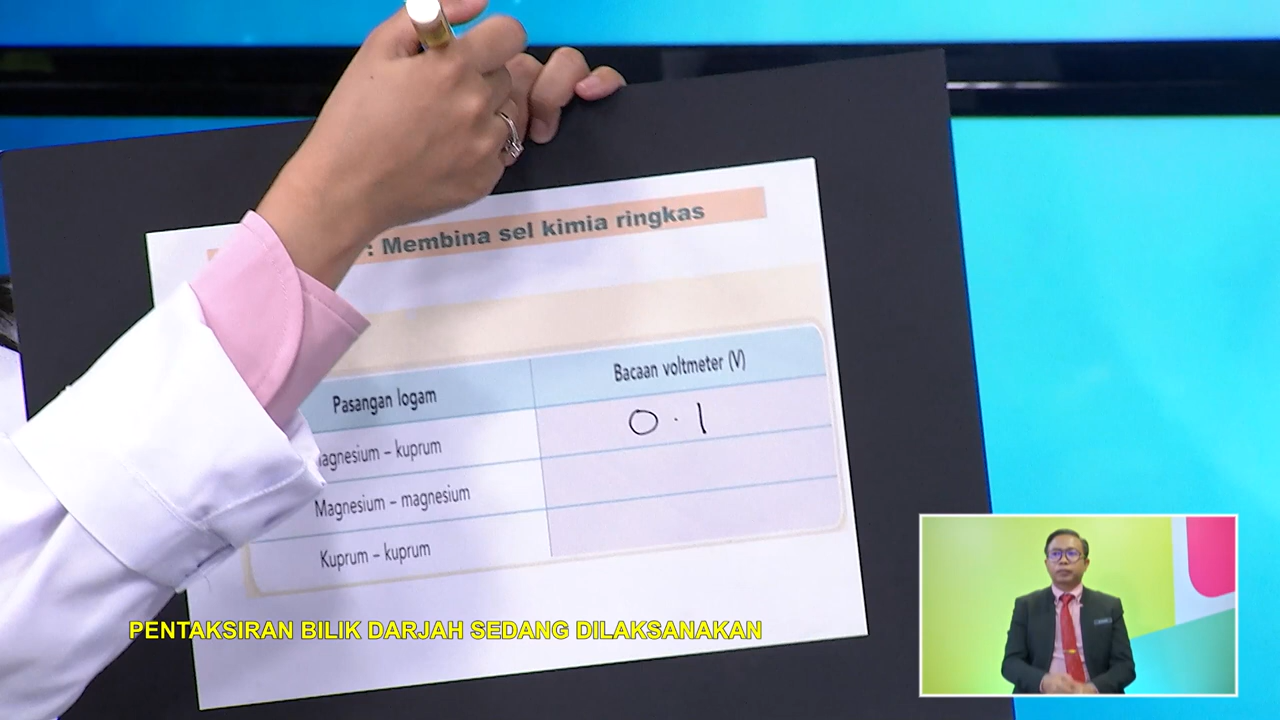 : Membina sel kimia ringkas
Pasangan logam
Bacaan voltmeter (V)
agnesium – kuprum
0.1
Magnesium – magnesium
Kuprum – kuprum
PENTAKSIRAN BILIK DARJAH SEDANG DILAKSANAKAN